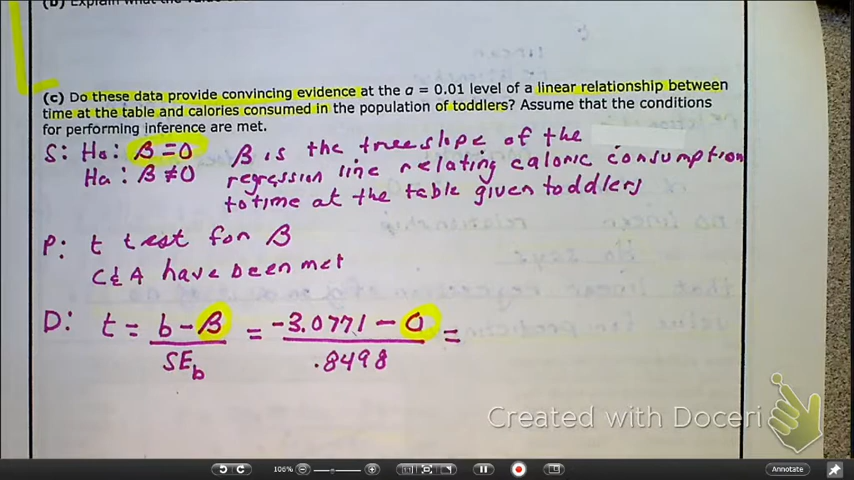 (c) Do these data provide convincing evidence at the a = 0.01 level of a linear relationship between
time at the table and calories consumed in the population of toddlers? Assume that the conditions
for performing inference are met.
S: Ho: β = 0 β is the true slope of the
Ha: β ≠ 0 regression line relating caloric consumption
to time at the table given toddlers
P: t test for β
C & A have been met
D: t = b - β / SEb = -3.0771 - 0 / .8498 =
Created with Doceri
106%
Annotate